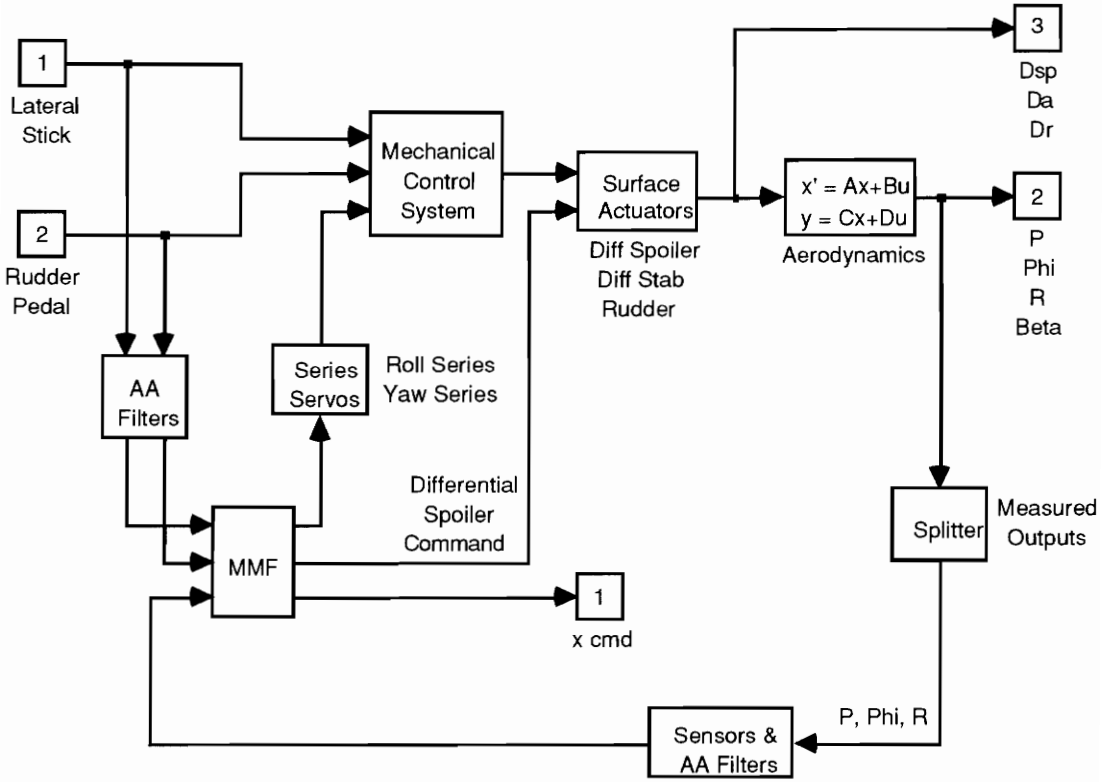 3
Dsp
Da
Dr
1
Lateral
Stick
Mechanical
Control
System
Surface
Actuators
Diff Spoiler
Diff Stab
Rudder
x' = Ax+Bu
y = Cx+Du
Aerodynamics
2
P
Phi
R
Beta
2
Rudder
Pedal
AA
Filters
Series
Servos
Roll Series
Yaw Series
Differential
Spoiler
Command
MMF
1
x cmd
Splitter
Measured
Outputs
P, Phi, R
Sensors &
AA Filters